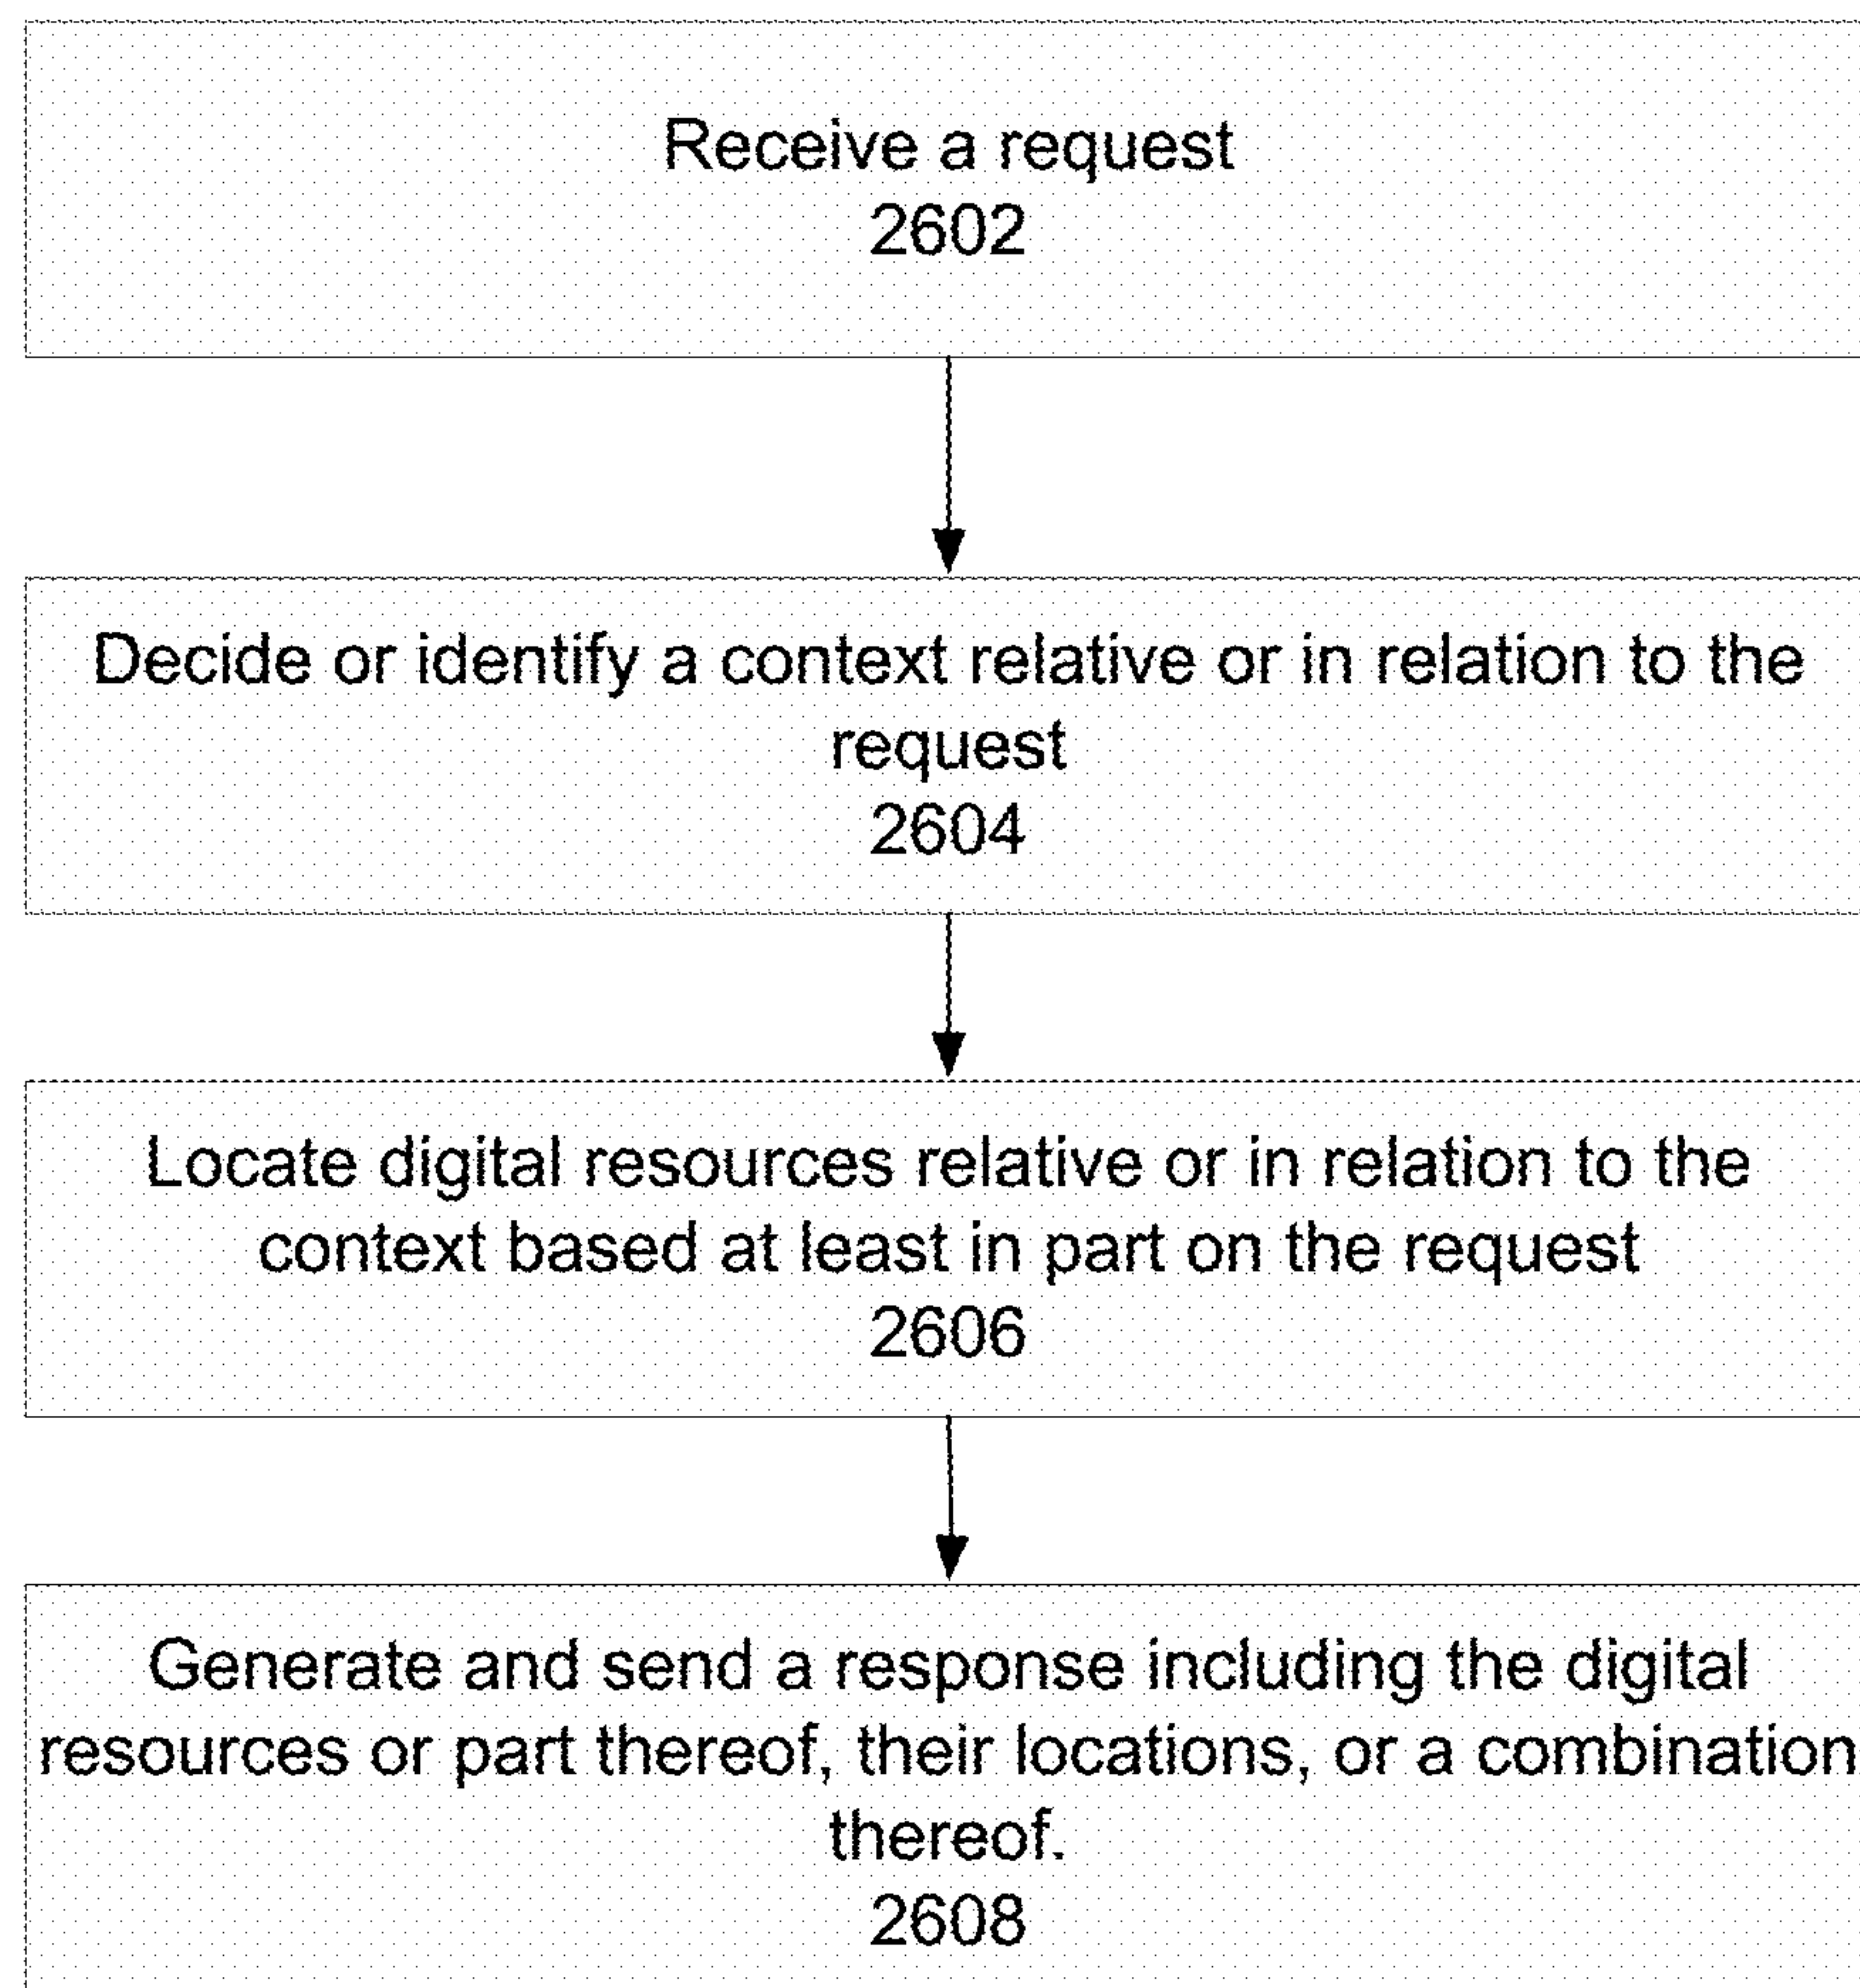 Receive a request
2602
Decide or identify a context relative or in relation to the
request
2604
Locate digital resources relative or in relation to the
context based at least in part on the request
2606
Generate and send a response including the digital
resources or part thereof, their locations, or a combination
thereof.
2608